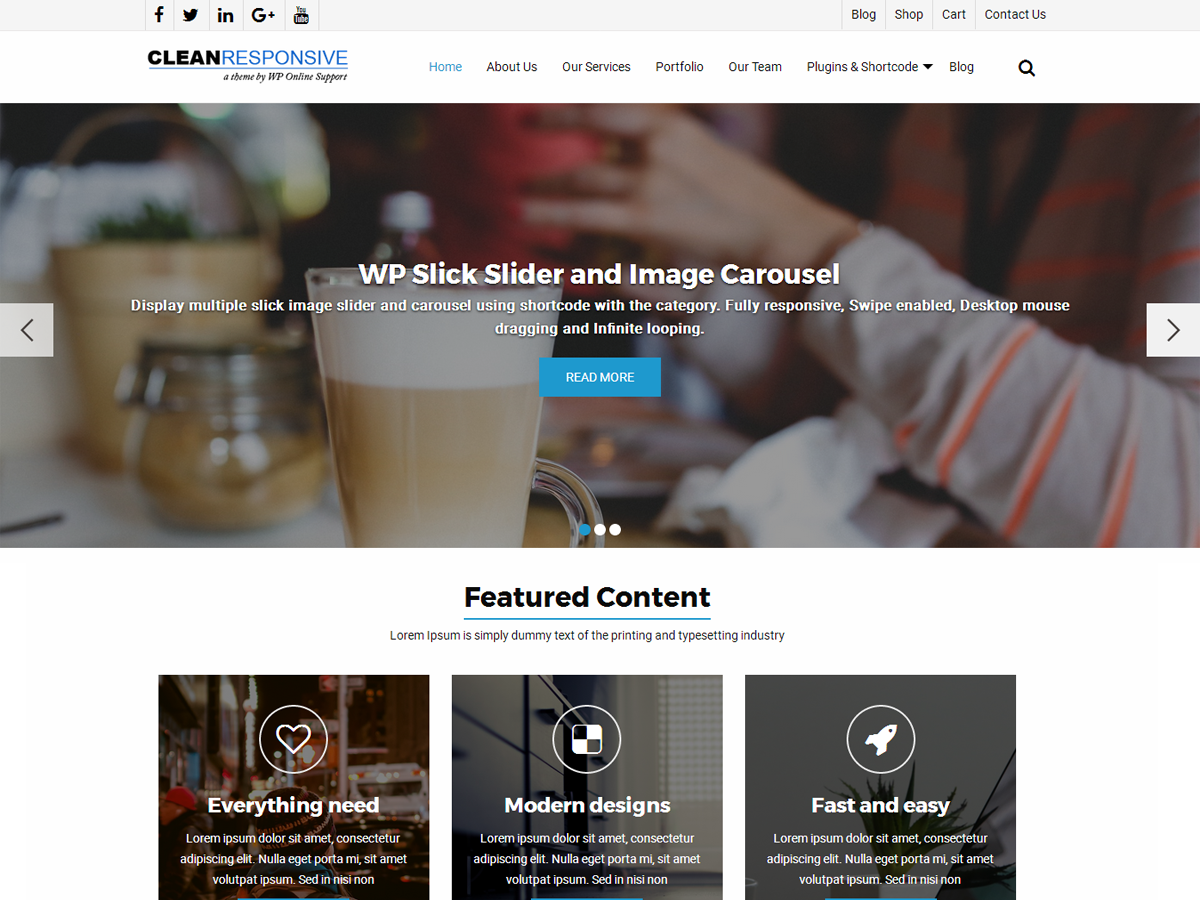 f in G+ You Tube Blog Shop Cart Contact Us
CLEANRESPONSIVE
a theme by WP Online Support
Home About Us Our Services Portfolio Our Team Plugins & Shortcode Blog
WP Slick Slider and Image Carousel
Display multiple slick image slider and carousel using shortcode with the category. Fully responsive, Swipe enabled, Desktop mouse
dragging and Infinite looping.
READ MORE
Featured Content
Lorem Ipsum is simply dummy text of the printing and typesetting industry
Everything need
Lorem ipsum dolor sit amet, consectetur
adipiscing elit. Nulla eget porta mi, sit amet
volutpat ipsum. Sed in nisi non
Modern designs
Lorem ipsum dolor sit amet, consectetur
adipiscing elit. Nulla eget porta mi, sit amet
volutpat ipsum. Sed in nisi non
Fast and easy
Lorem ipsum dolor sit amet, consectetur
adipiscing elit. Nulla eget porta mi, sit amet
volutpat ipsum. Sed in nisi non